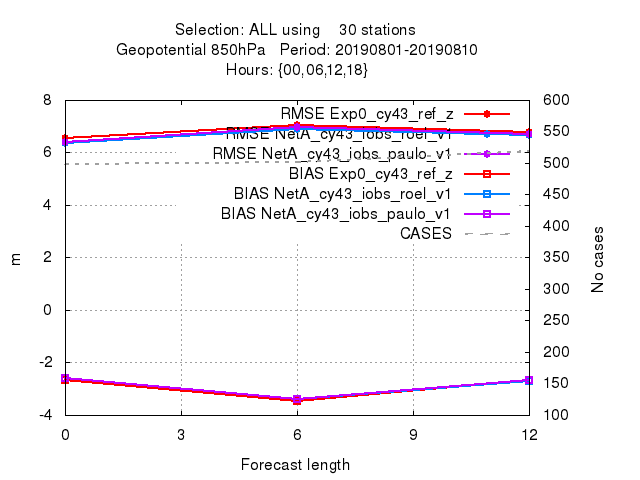 Selection: ALL using 30 stations
Geopotential 850hPa Period: 20190801-20190810
Hours: {00,06,12,18}
8 600
RMSE Exp0_cy43_ref_z
550
RMSE NetA_cy43_iobs_roel_v1
6 500
RMSE NetA_cy43_iobs_paulo_v1
BIAS Exp0_cy43_ref_z
450
BIAS NetA_cy43_iobs_roel_v1
4 400
BIAS NetA_cy43_iobs_paulo_v1
CASES
m 2 350 No cases
300
0 250
200
-2 150
-4 100
0 3 6 9 12
Forecast length